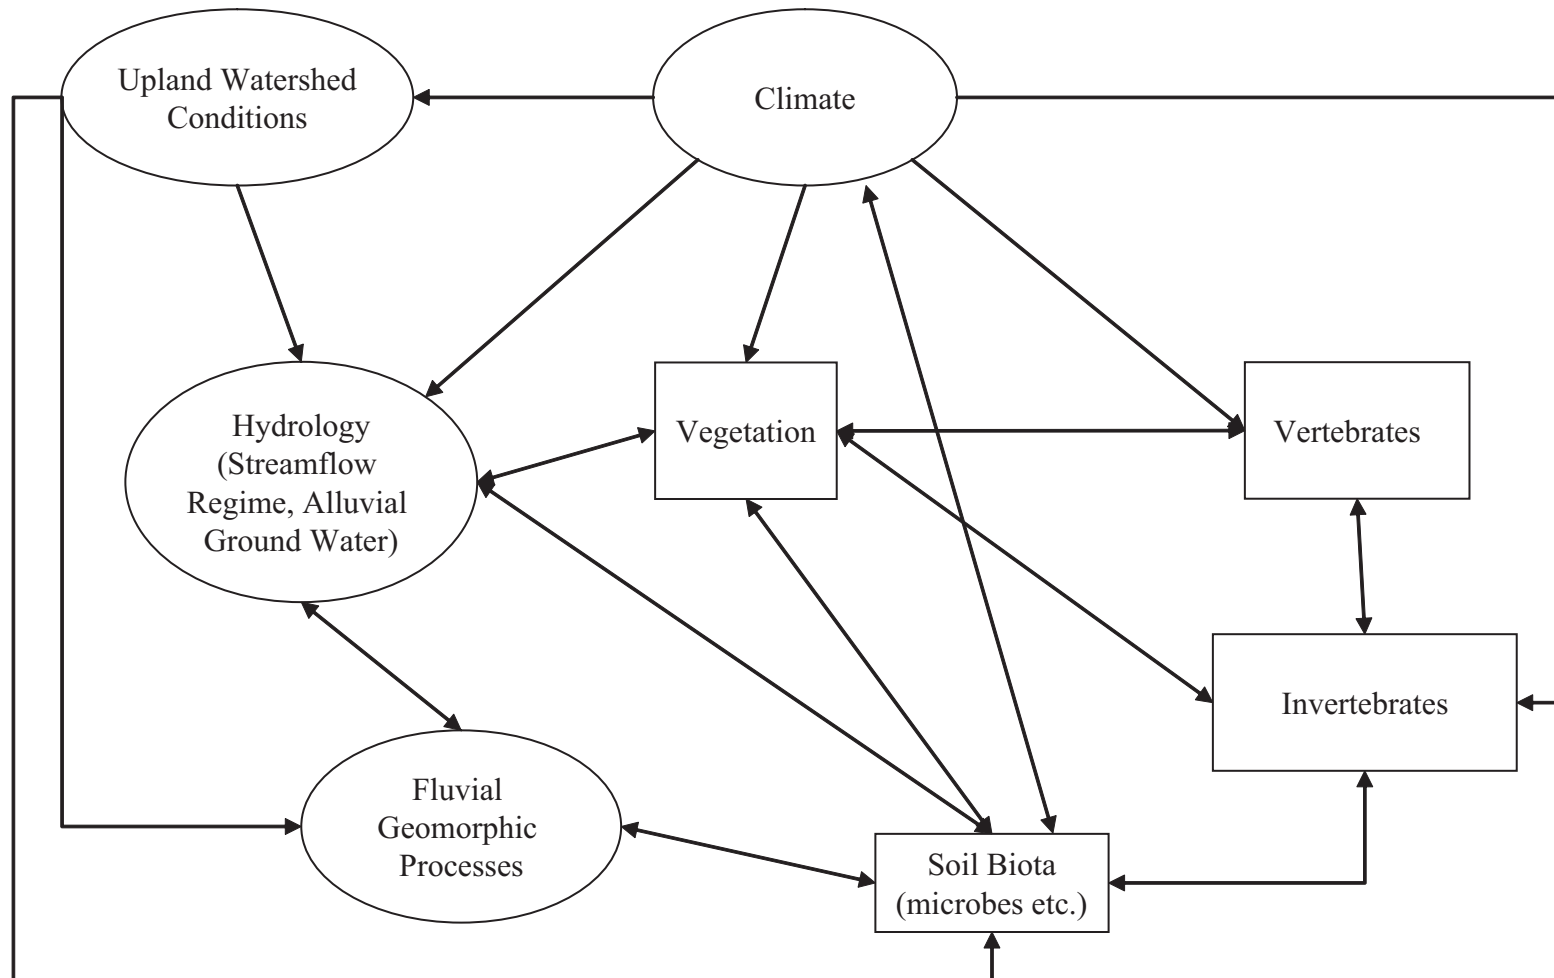 Upland Watershed
Conditions
Climate
Hydrology
(Streamflow
Regime, Alluvial
Ground Water)
Vegetation
Vertebrates
Invertebrates
Fluvial
Geomorphic
Processes
Soil Biota
(microbes etc.)